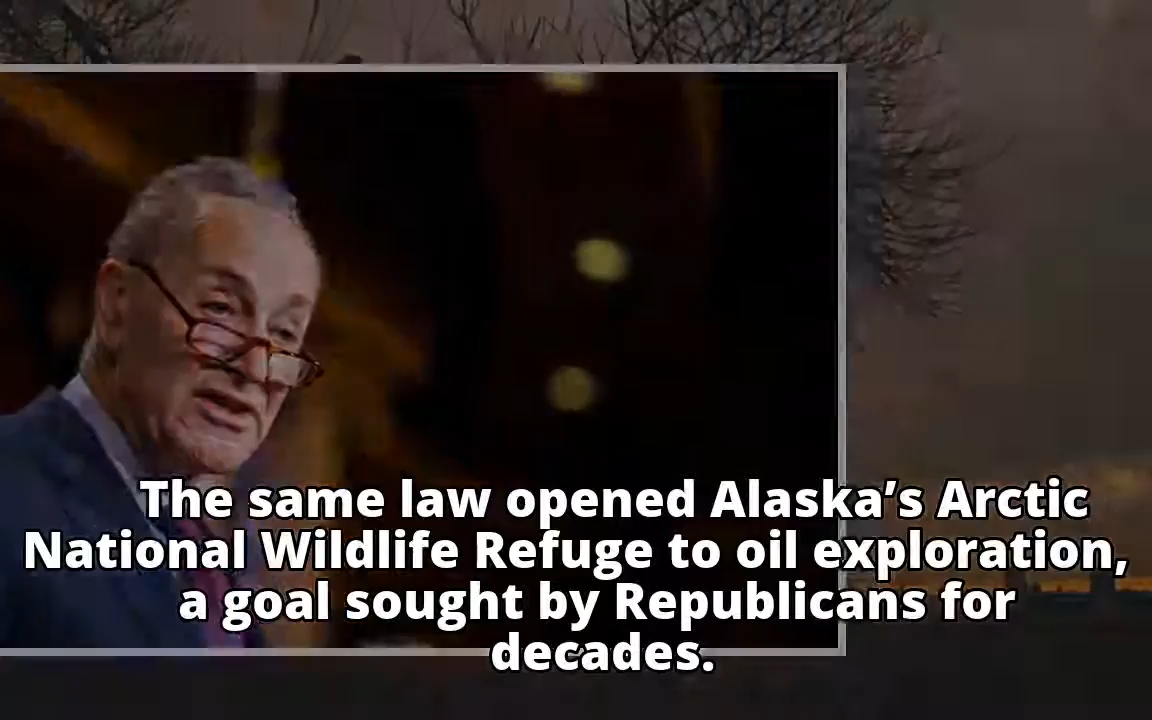 The same law opened Alaska’s Arctic
National Wildlife Refuge to oil exploration,
a goal sought by Republicans for
decades.